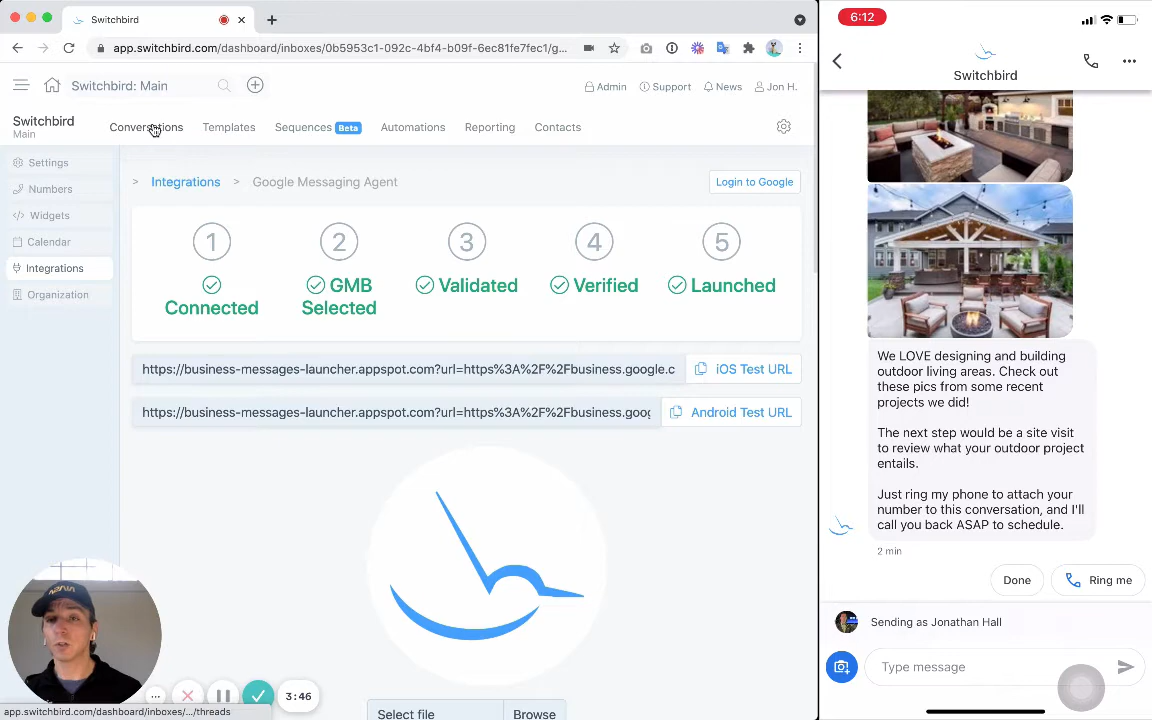 Switchbird
app.switchbird.com/dashboard/inboxes/0b5953c1-092c-4bf4-b09f-6ec81fe7fec1/g...
Switchbird: Main
Admin
Support
News
Jon H.
Switchbird
Main
Conversations
Templates
Sequences
Beta
Automations
Reporting
Contacts
Settings
Numbers
Widgets
Calendar
Integrations
Organization
> Integrations > Google Messaging Agent
Login to Google
1
2
3
4
5
Connected
GMB
Selected
Validated
Verified
Launched
https://business-messages-launcher.appspot.com?url=https%3A%2F%2Fbusiness.google.c
iOS Test URL
https://business-messages-launcher.appspot.com?url=https%3A%2F%2Fbusiness.goog
Android Test URL
Select file
Browse
3:46
app.switchbird.com/dashboard/inboxes/.../threads
6:12
Switchbird
We LOVE designing and building
outdoor living areas. Check out
these pics from some recent
projects we did!
The next step would be a site visit
to review what your outdoor project
entails.
Just ring my phone to attach your
number to this conversation, and I'll
call you back ASAP to schedule.
2 min
Done
Ring me
Sending as Jonathan Hall
Type message